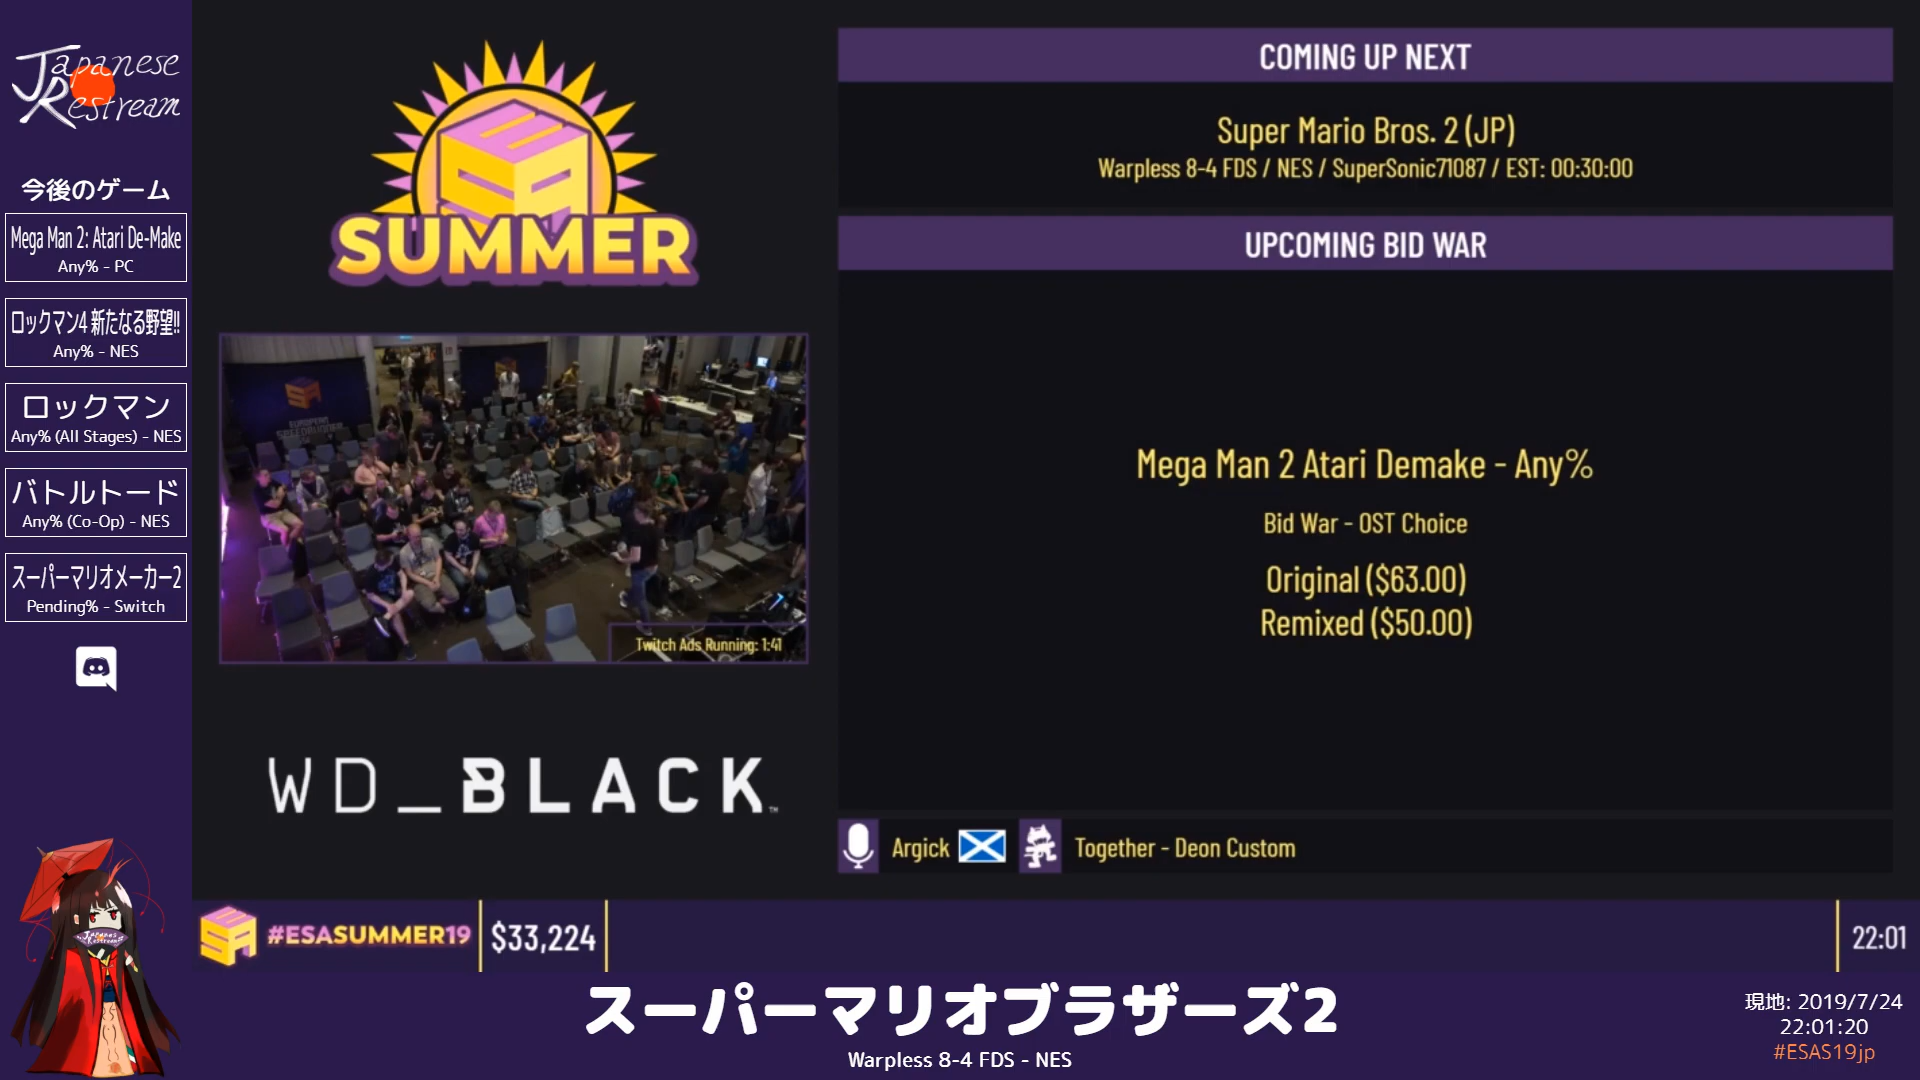 Japanese
Restream
今後のゲーム
Mega Man 2: Atari De-Make
Any% - PC
ロックマン4 新たなる野望!!
Any% - NES
ロックマン
Any% (All Stages) - NES
バトルトード
Any% (Co-Op) - NES
スーパーマリオメーカー2
Pending% - Switch
ESA
SUMMER
EUROPEAN
SPEEDRUNNER
Twitch Ads Running: 1:41
WD_BLACK™
COMING UP NEXT
Super Mario Bros. 2 (JP)
Warpless 8-4 FDS / NES / SuperSonic71087 / EST: 00:30:00
UPCOMING BID WAR
Mega Man 2 Atari Demake - Any%
Bid War - OST Choice
Original ($63.00)
Remixed ($50.00)
Argick
Together - Deon Custom
ESA #ESASUMMER19 $33,224
22:01
スーパーマリオブラザーズ2
Warpless 8-4 FDS - NES
現地: 2019/7/24
22:01:20
#ESAS19jp
Japanese
Restream